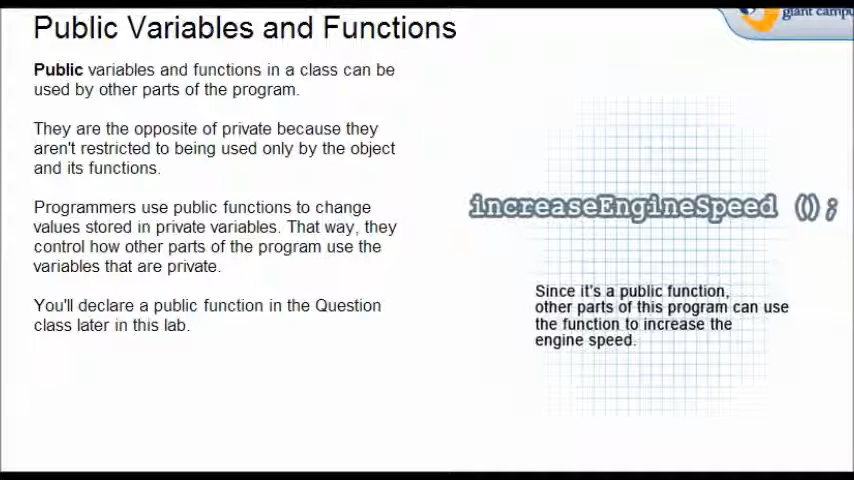 Public Variables and Functions
giant campus
Public variables and functions in a class can be
used by other parts of the program.
They are the opposite of private because they
aren't restricted to being used only by the object
and its functions.
Programmers use public functions to change
values stored in private variables. That way, they
control how other parts of the program use the
variables that are private.
You'll declare a public function in the Question
class later in this lab.
increaseEngineSpeed ();
Since it's a public function,
other parts of this program can use
the function to increase the
engine speed.